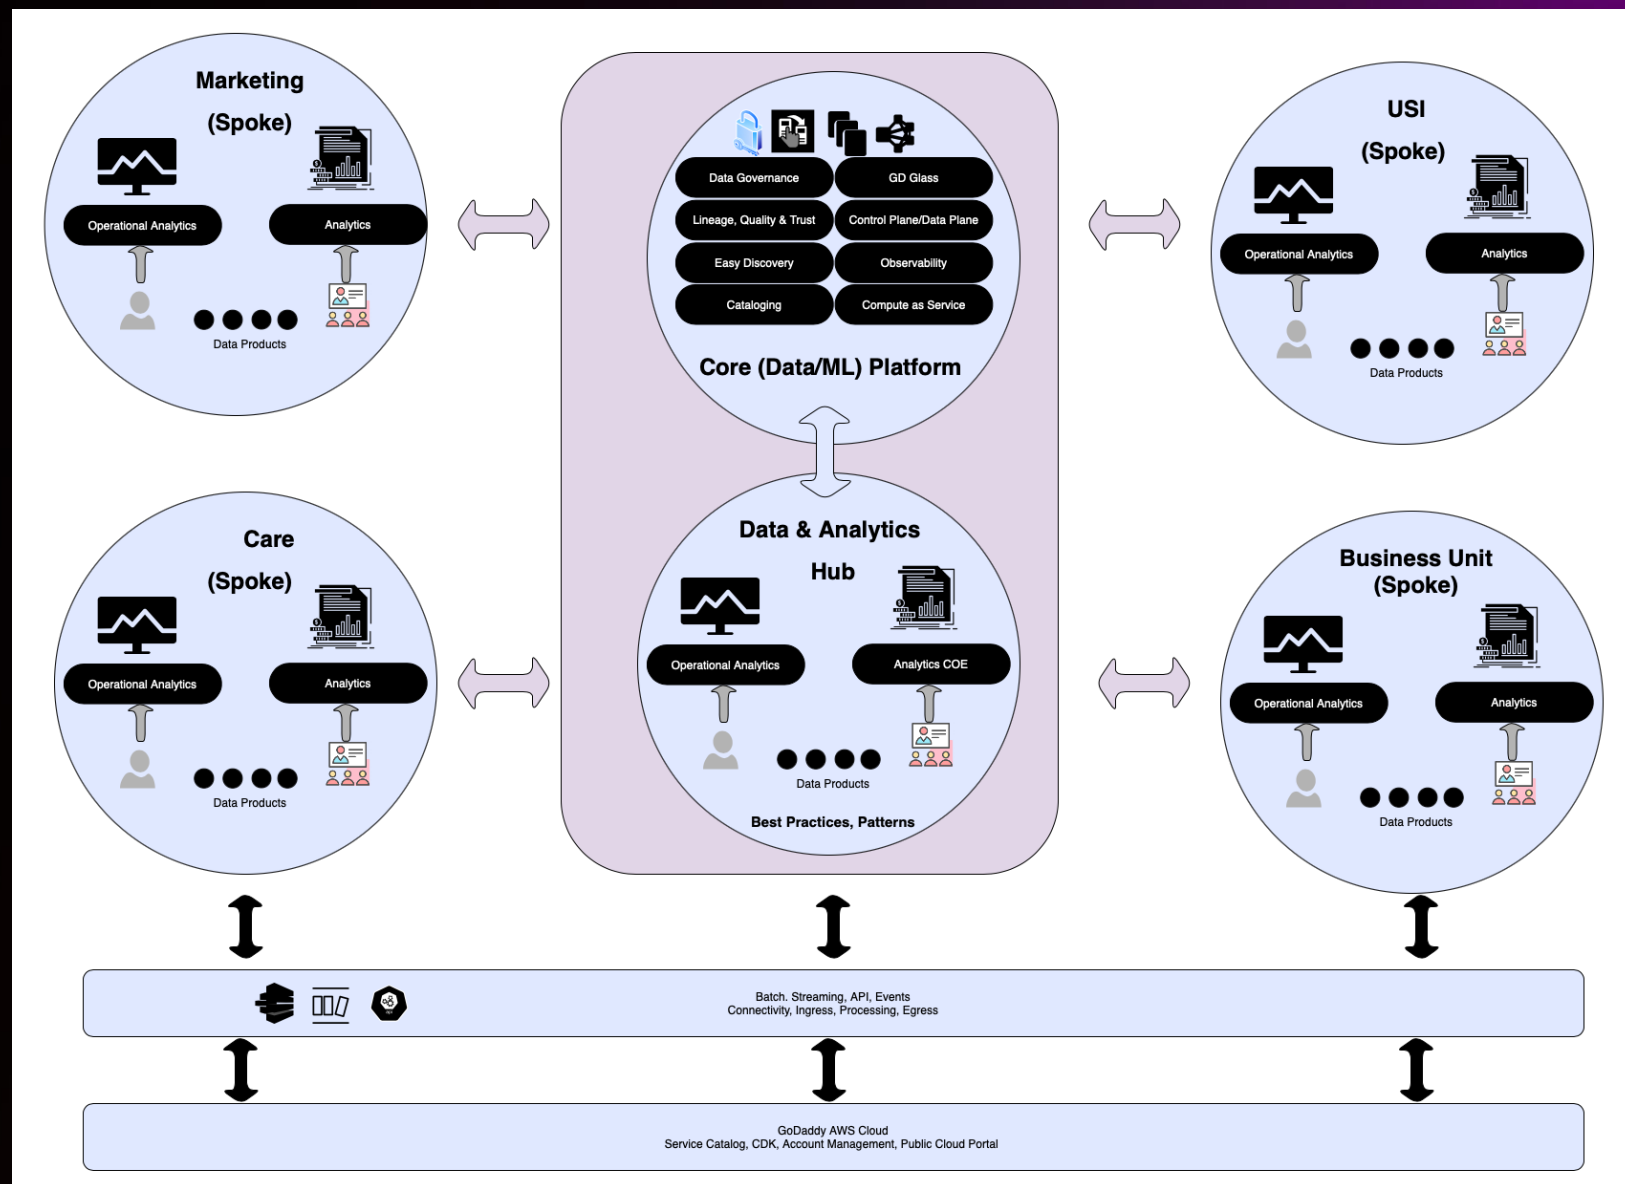 Marketing
(Spoke)
Operational Analytics
Analytics
Data Products
Data Governance
GD Glass
Lineage, Quality & Trust
Control Plane/Data Plane
Easy Discovery
Observability
Cataloging
Compute as Service
Core (Data/ML) Platform
USI
(Spoke)
Operational Analytics
Analytics
Data Products
Care
(Spoke)
Operational Analytics
Analytics
Data Products
Data & Analytics
Hub
Operational Analytics
Analytics COE
Data Products
Best Practices, Patterns
Business Unit
(Spoke)
Operational Analytics
Analytics
Data Products
Batch. Streaming, API, Events
Connectivity, Ingress, Processing, Egress
GoDaddy AWS Cloud
Service Catalog, CDK, Account Management, Public Cloud Portal